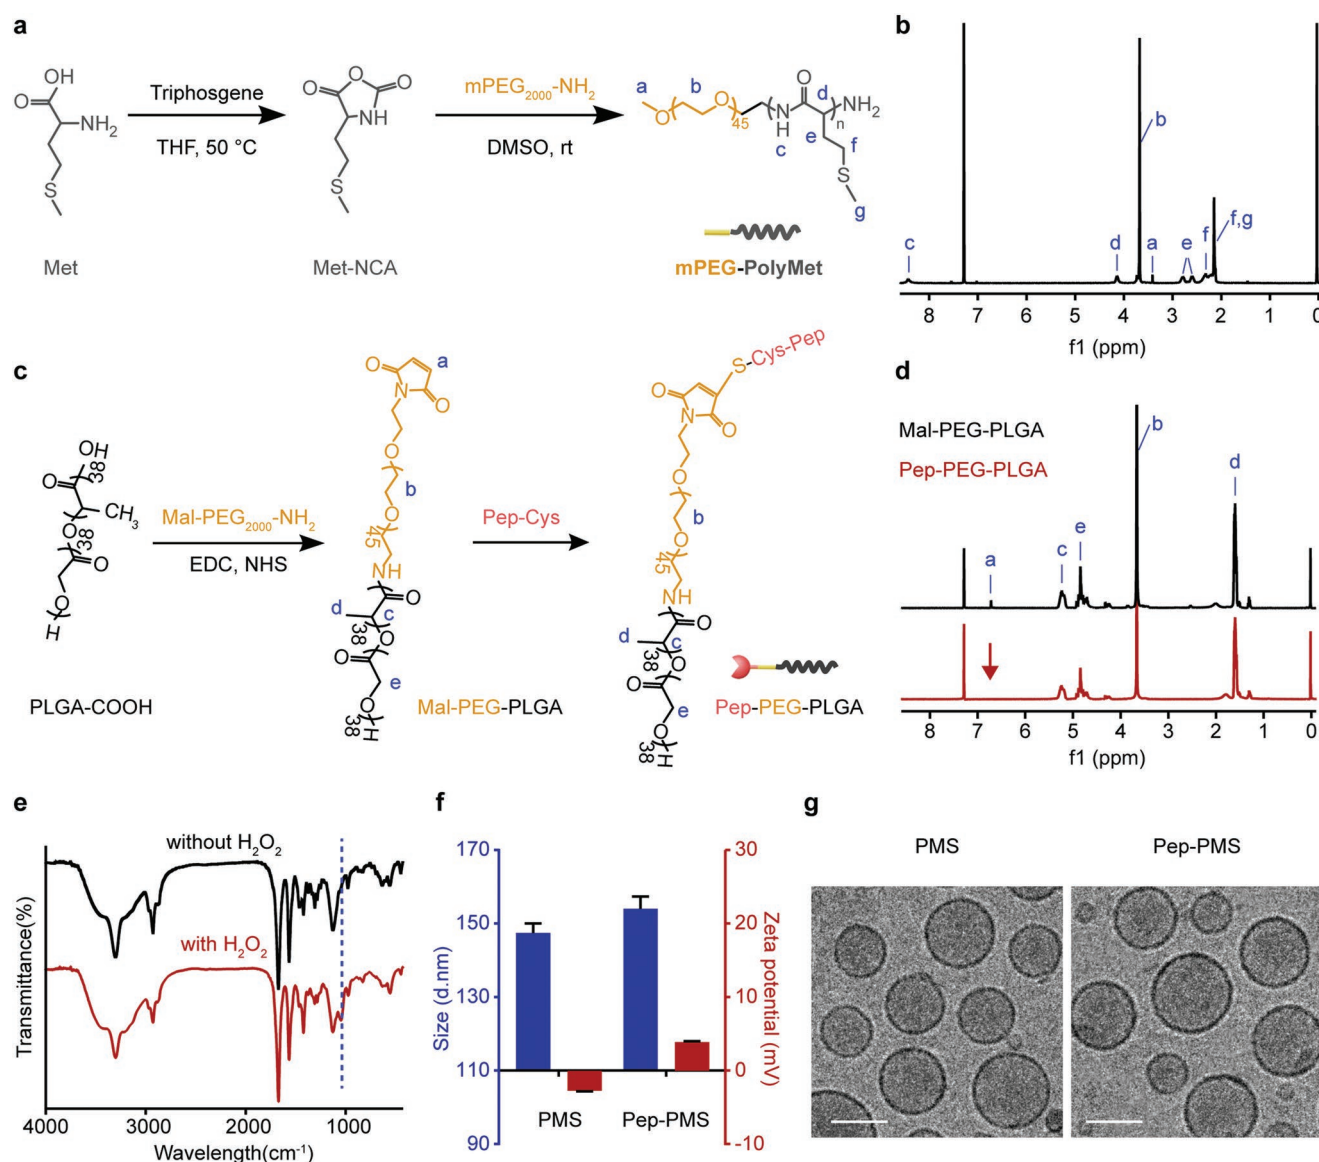 a
OH
O
NH2
S
Met
Triphosgene
THF, 50 °C
O
O
O
NH
S
Met-NCA
mPEG2000-NH2
DMSO, rt
a
b
O
O
45
N
H
c
O
d
n
NH2
e
f
S
g
mPEG-PolyMet
b
c
d
b
a
e
f
f,g
8 7 6 5 4 3 2 1 0
f1 (ppm)
c
OH
38
O
CH3
O
38
O
O
H
PLGA-COOH
Mal-PEG2000-NH2
EDC, NHS
a
O
N
O
O
b
O
45
NH
O
d
c
38
O
O
e
O
38
H
Mal-PEG-PLGA
Pep-Cys
S-Cys-Pep
O
N
O
O
b
O
45
NH
O
d
c
38
O
O
e
O
38
H
Pep-PEG-PLGA
d
Mal-PEG-PLGA
Pep-PEG-PLGA
a
c
e
b
d
8 7 6 5 4 3 2 1 0
f1 (ppm)
e
without H2O2
with H2O2
Transmittance(%)
4000 3000 2000 1000
Wavelength(cm-1)
f
Size (d.nm)
170
150
130
110
90
PMS Pep-PMS
30
20
10
0
-10
Zeta potential (mV)
g
PMS Pep-PMS